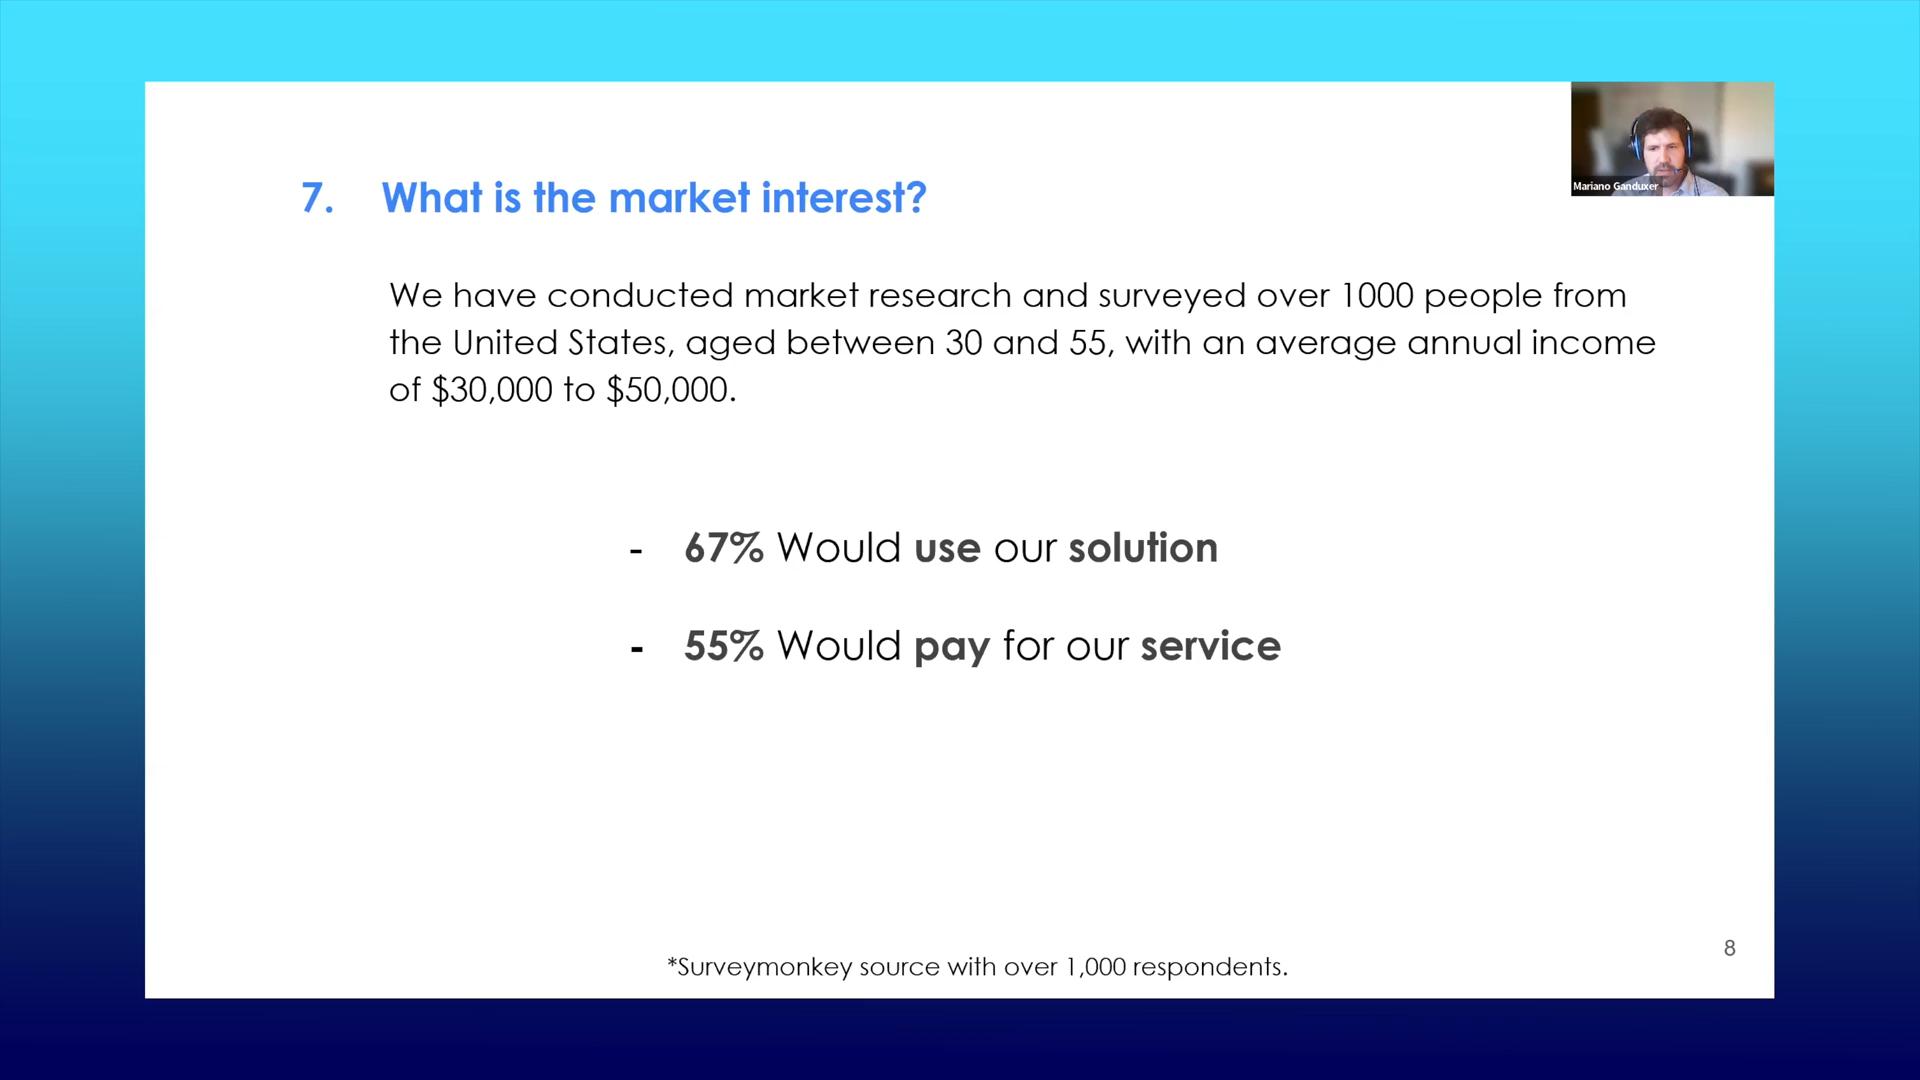 Mariano Ganduxer
7. What is the market interest?
We have conducted market research and surveyed over 1000 people from
the United States, aged between 30 and 55, with an average annual income
of $30,000 to $50,000.
- 67% Would use our solution
- 55% Would pay for our service
8
*Surveymonkey source with over 1,000 respondents.